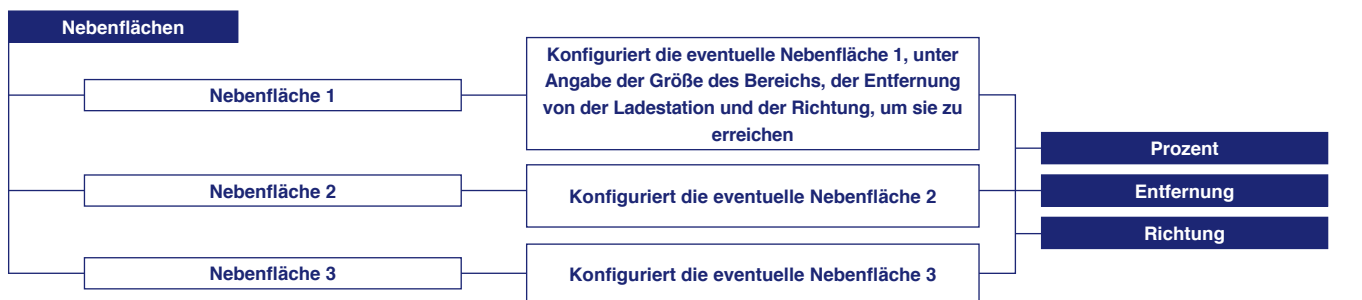 Nebenflächen
Nebenfläche 1
Konfiguriert die eventuelle Nebenfläche 1, unter
Angabe der Größe des Bereichs, der Entfernung
von der Ladestation und der Richtung, um sie zu
erreichen
Nebenfläche 2
Konfiguriert die eventuelle Nebenfläche 2
Nebenfläche 3
Konfiguriert die eventuelle Nebenfläche 3
Prozent
Entfernung
Richtung